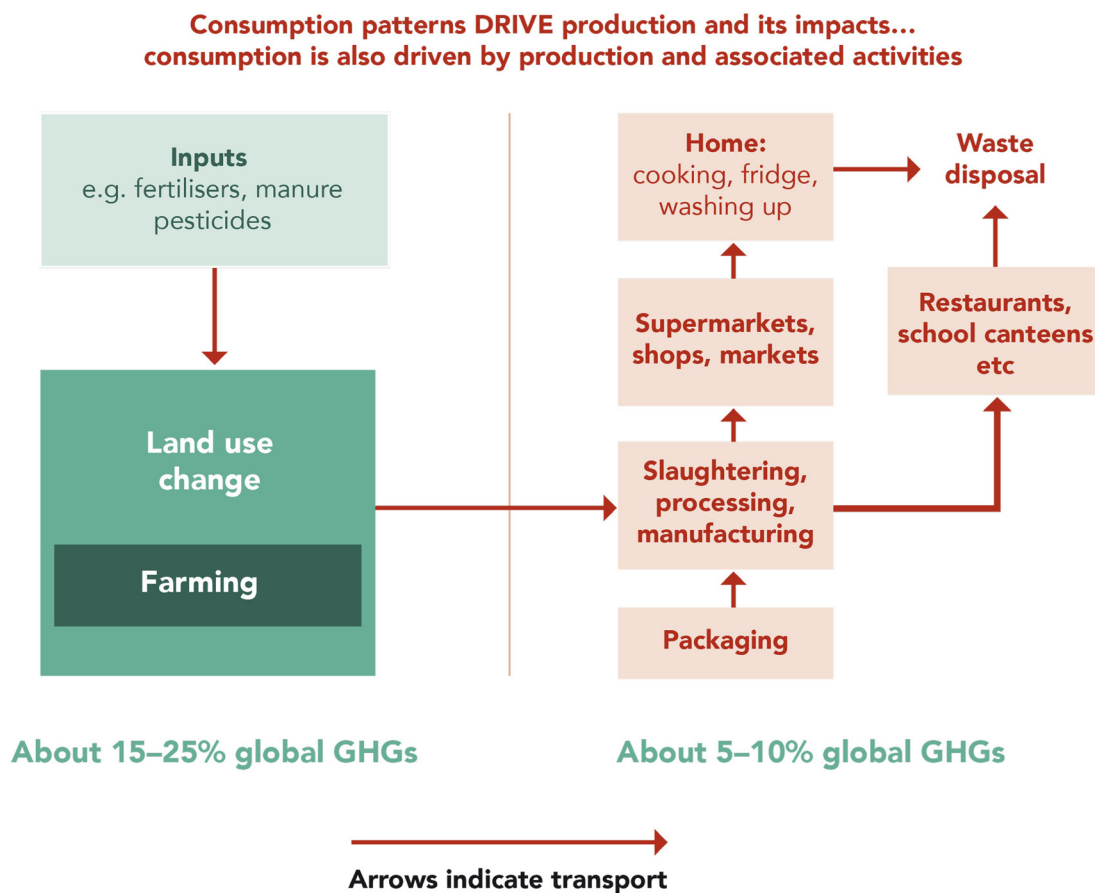 Consumption patterns DRIVE production and its impacts...
consumption is also driven by production and associated activities
Inputs
e.g. fertilisers, manure
pesticides
Land use
change
Farming
About 15–25% global GHGs
Home:
cooking, fridge,
washing up
Waste
disposal
Supermarkets,
shops, markets
Restaurants,
school canteens
etc
Slaughtering,
processing,
manufacturing
Packaging
About 5–10% global GHGs
Arrows indicate transport